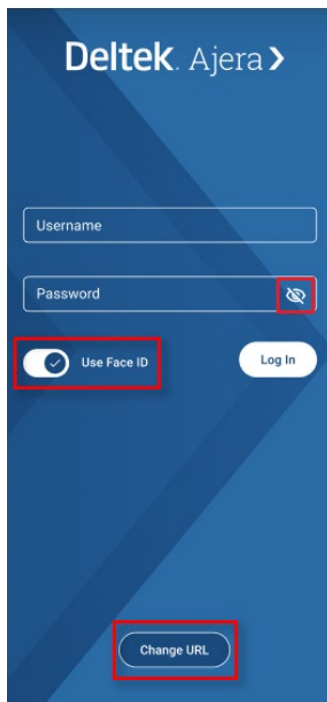 Deltek. Ajera
Username
Password
Use Face ID
Log In
Change URL